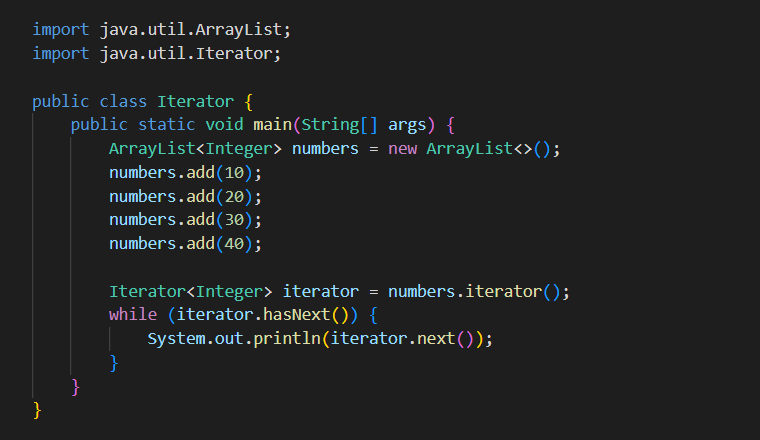 import java.util.ArrayList;
import java.util.Iterator;

public class Iterator {
    public static void main(String[] args) {
        ArrayList<Integer> numbers = new ArrayList<>();
        numbers.add(10);
        numbers.add(20);
        numbers.add(30);
        numbers.add(40);

        Iterator<Integer> iterator = numbers.iterator();
        while (iterator.hasNext()) {
            System.out.println(iterator.next());
        }
    }
}